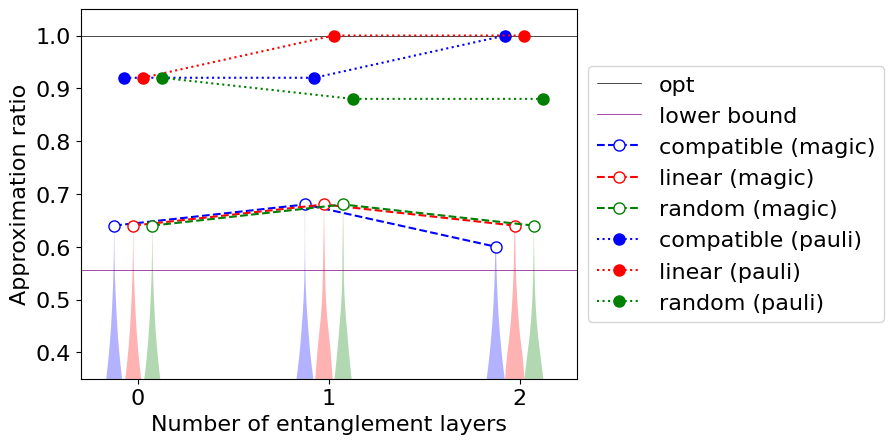 1.0
0.9
0.8
0.7
0.6
0.5
0.4
Approximation ratio
0 1 2
Number of entanglement layers
opt
lower bound
compatible (magic)
linear (magic)
random (magic)
compatible (pauli)
linear (pauli)
random (pauli)